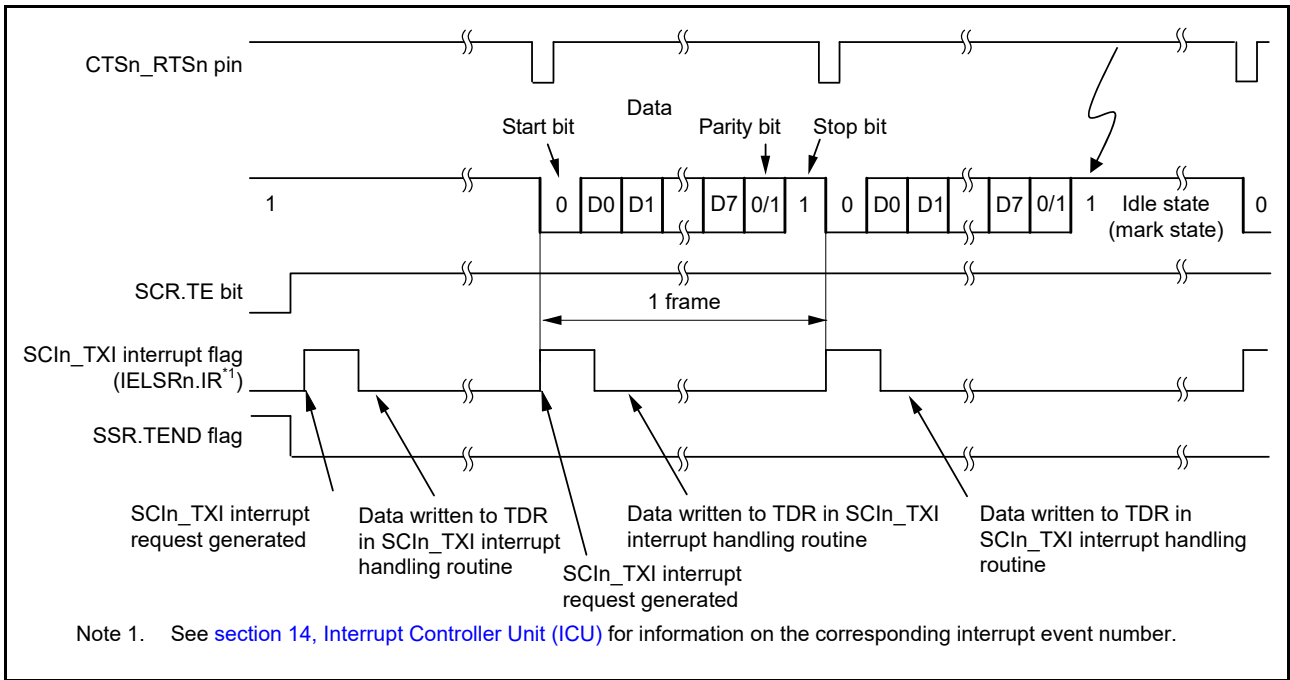 CTSn_RTSn pin
Data
Start bit
Parity bit
Stop bit
1
0
D0
D1
D7
0/1
1
0
D0
D1
D7
0/1
1
Idle state
(mark state)
0
SCR.TE bit
1 frame
SCIn_TXI interrupt flag
(IELSRn.IR*1)
SSR.TEND flag
SCIn_TXI interrupt
request generated
Data written to TDR
in SCIn_TXI interrupt
handling routine
SCIn_TXI interrupt
request generated
Data written to TDR in SCIn_TXI
interrupt handling routine
Data written to TDR in
SCIn_TXI interrupt handling
routine
Note 1. See section 14, Interrupt Controller Unit (ICU) for information on the corresponding interrupt event number.